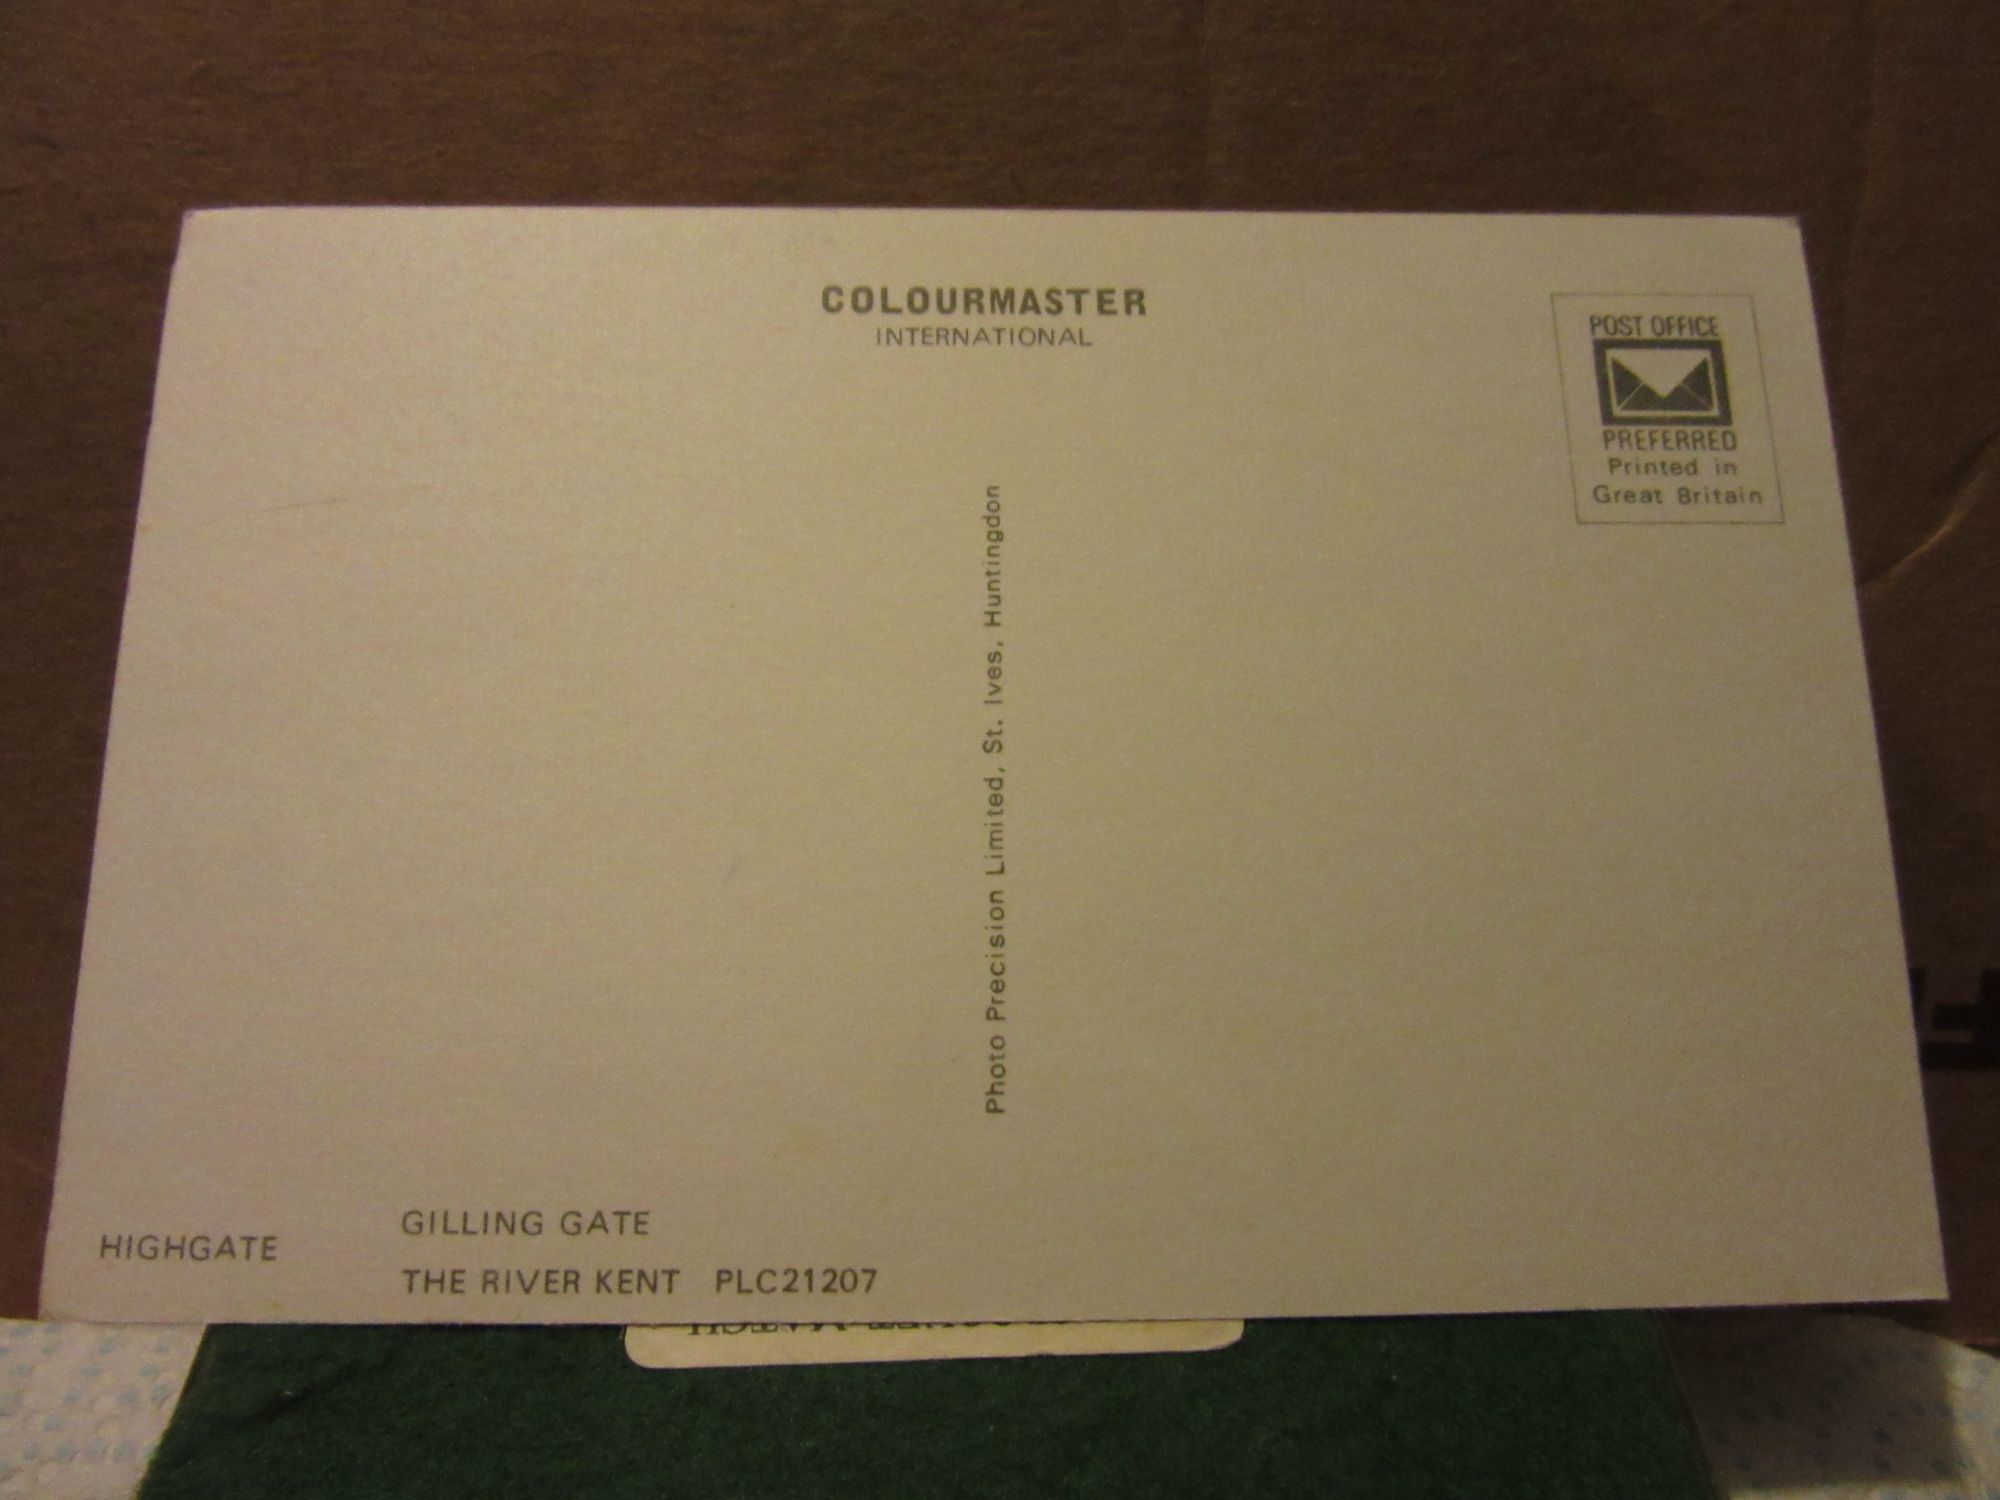 COLOURMASTER
INTERNATIONAL
POST OFFICE
PREFERRED
Printed in
Great Britain
Photo Precision Limited, St. Ives, Huntingdon
HIGHGATE
GILLING GATE
THE RIVER KENT PLC21207
MATCH